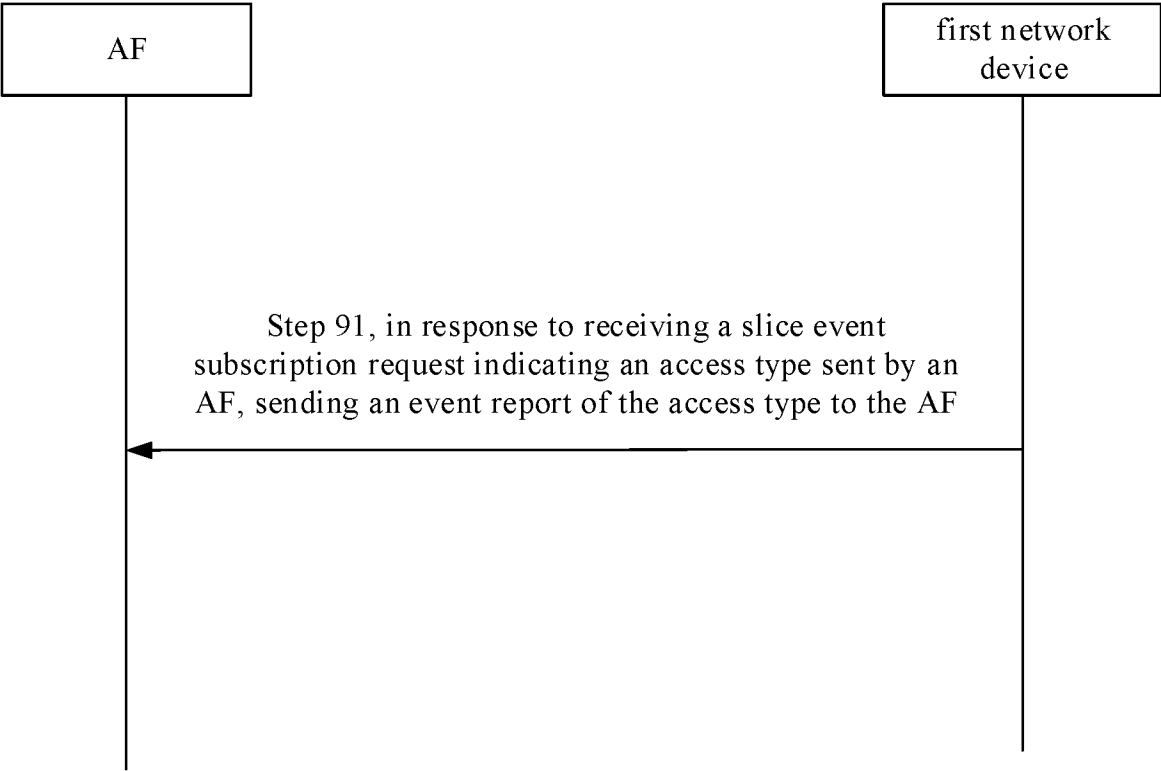 AF
first network
device
Step 91, in response to receiving a slice event
subscription request indicating an access type sent by an
AF, sending an event report of the access type to the AF